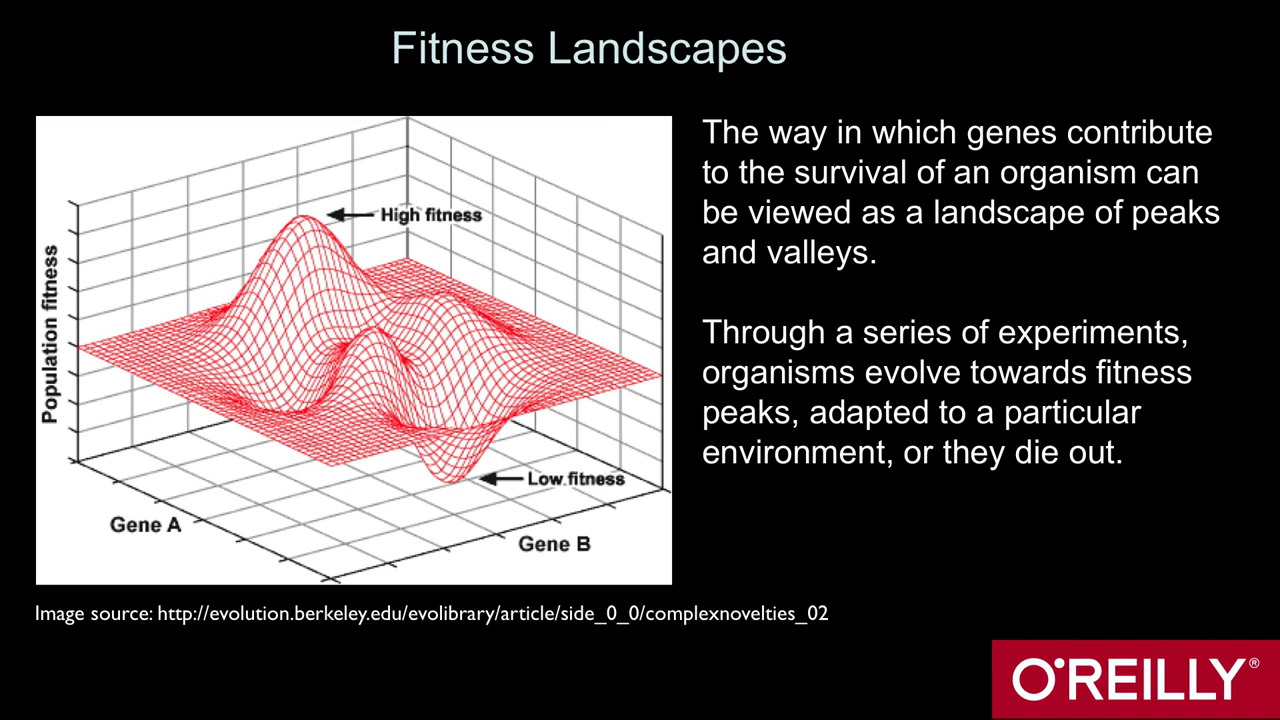 Fitness Landscapes
High fitness
Population fitness
Low fitness
Gene A
Gene B
The way in which genes contribute
to the survival of an organism can
be viewed as a landscape of peaks
and valleys.
Through a series of experiments,
organisms evolve towards fitness
peaks, adapted to a particular
environment, or they die out.
Image source: http://evolution.berkeley.edu/evolibrary/article/side_0_0/complexnovelties_02
O'REILLY®